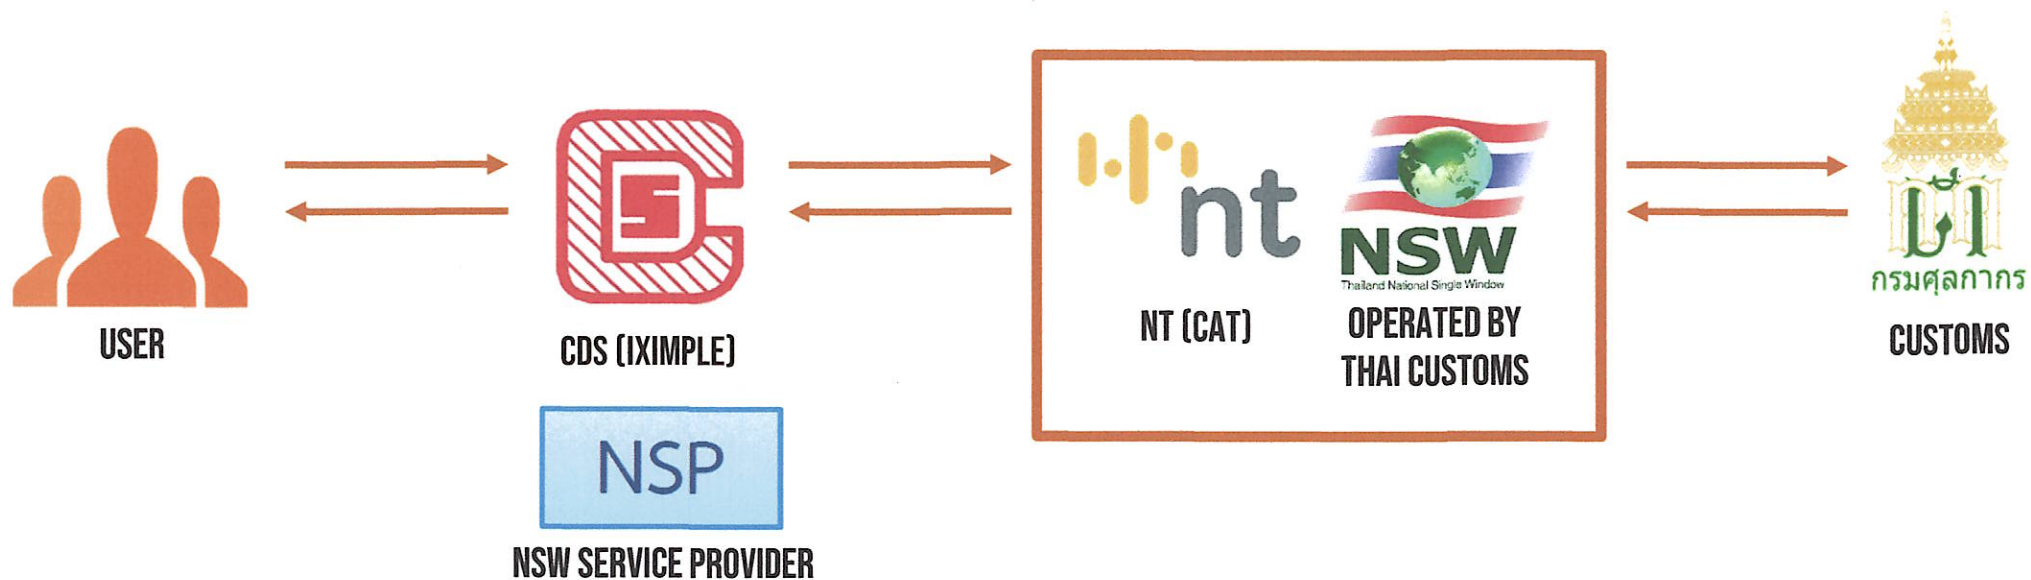 USER
CDS
CDS (IXIMPLE)
NSP
NSW SERVICE PROVIDER
nt
NT (CAT)
NSW
Thailand National Single Window
OPERATED BY
THAI CUSTOMS
กรมศุลกากร
CUSTOMS